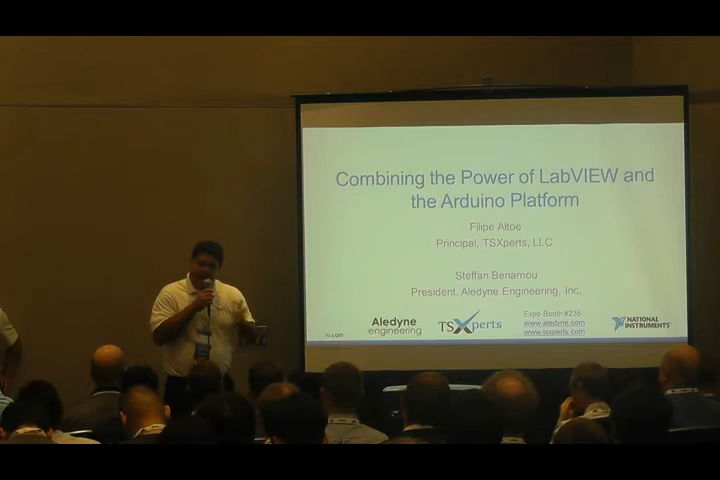 Combining the Power of LabVIEW and
the Arduino Platform
Filipe Altoe
Principal, TSXperts, LLC
Steffan Benamou
President, Aledyne Engineering, Inc.
ni.com
Aledyne
engineering
TSXperts
Expo Booth #235
www.aledyne.com
www.tsxperts.com
NATIONAL
INSTRUMENTS